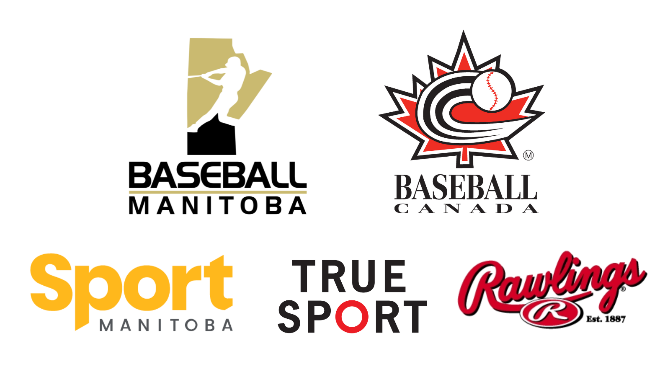 BASEBALL
MANITOBA
M
BASEBALL
CANADA
Sport
MANITOBA
TRUE
SPORT
Rawlings®
R
Est. 1887